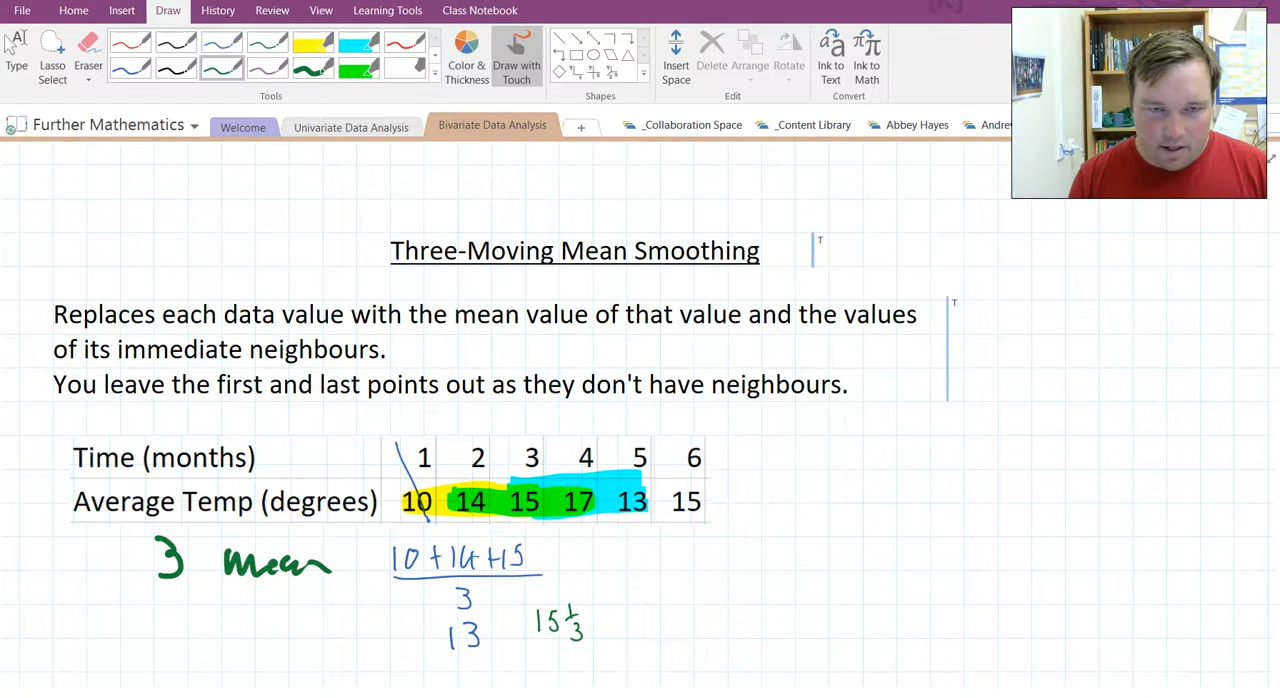 File Home Insert Draw History Review View Learning Tools Class Notebook
Type Lasso Select Eraser Color & Thickness Draw with Touch Insert Space Delete Arrange Rotate Ink to Text Ink to Math
Tools Shapes Edit Convert
Further Mathematics Welcome Univariate Data Analysis Bivariate Data Analysis + _Collaboration Space _Content Library Abbey Hayes Andre
Three-Moving Mean Smoothing
Replaces each data value with the mean value of that value and the values
of its immediate neighbours.
You leave the first and last points out as they don't have neighbours.
Time (months) 1 2 3 4 5 6
Average Temp (degrees) 10 14 15 17 13 15
3 mean 10 + 14 + 15
3
13 15 1/3